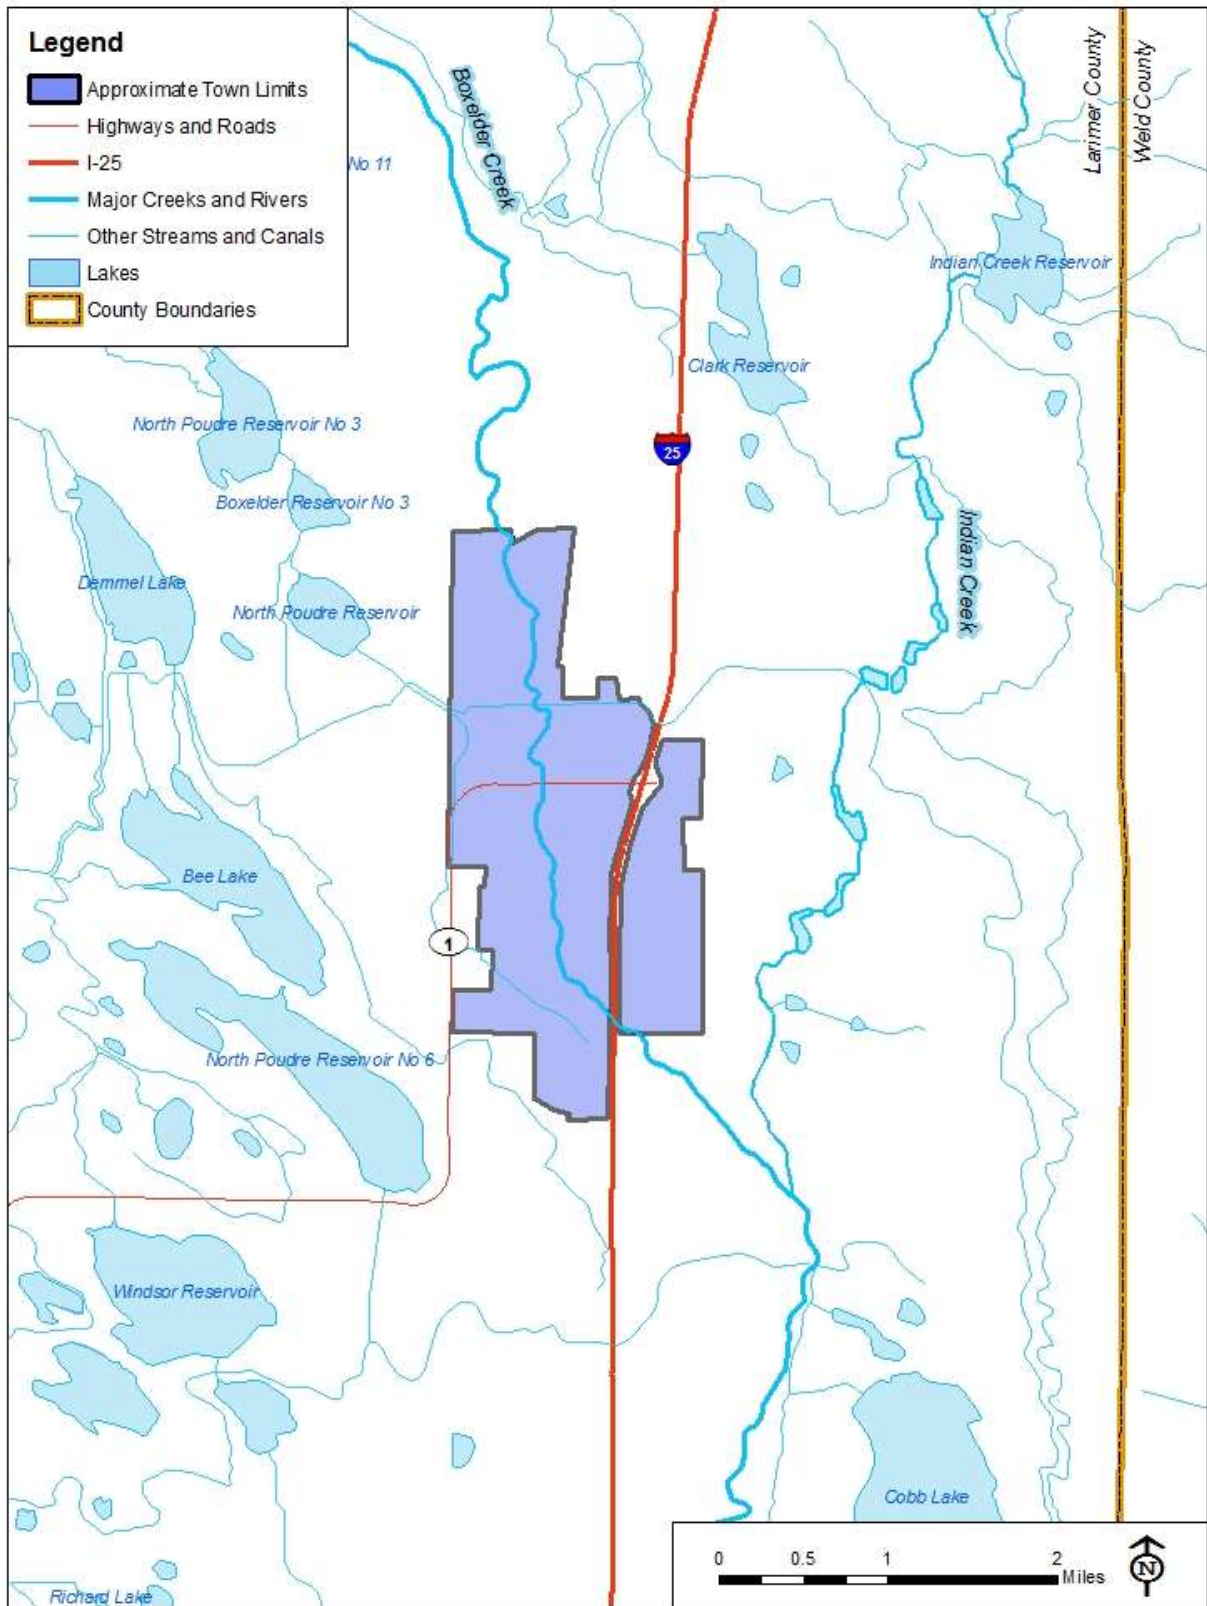 Legend
Approximate Town Limits
Highways and Roads
I-25
Major Creeks and Rivers
Other Streams and Canals
Lakes
County Boundaries
No 11
Boxelder Creek
Larimer County
Weld County
Indian Creek Reservoir
Clark Reservoir
North Poudre Reservoir No 3
25
Boxelder Reservoir No 3
Indian Creek
Demmel Lake
North Poudre Reservoir
Bee Lake
1
North Poudre Reservoir No 6
Windsor Reservoir
Cobb Lake
0 0.5 1 2
Miles
N
Richard Lake